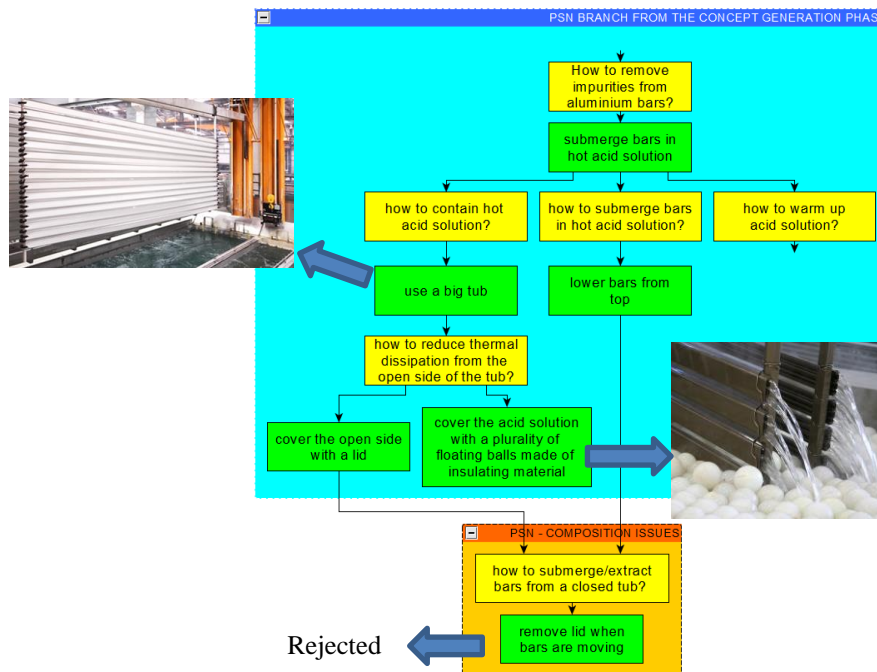 PSN BRANCH FROM THE CONCEPT GENERATION PHAS
How to remove
impurities from
aluminium bars?
submerge bars in
hot acid solution
how to contain hot
acid solution?
how to submerge bars
in hot acid solution?
how to warm up
acid solution?
use a big tub
lower bars from
top
how to reduce thermal
dissipation from the
open side of the tub?
cover the open side
with a lid
cover the acid solution
with a plurality of
floating balls made of
insulating material
PSN - COMPOSITION ISSUES
how to submerge/extract
bars from a closed tub?
remove lid when
bars are moving
Rejected